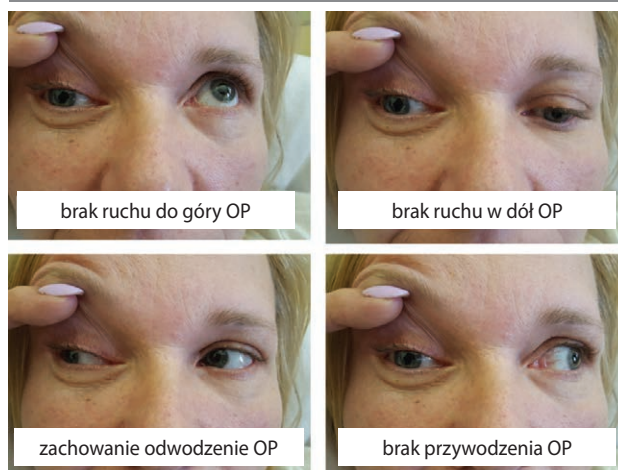 brak ruchu do góry OP
brak ruchu w dół OP
zachowanie odwodzenie OP
brak przywodzenia OP